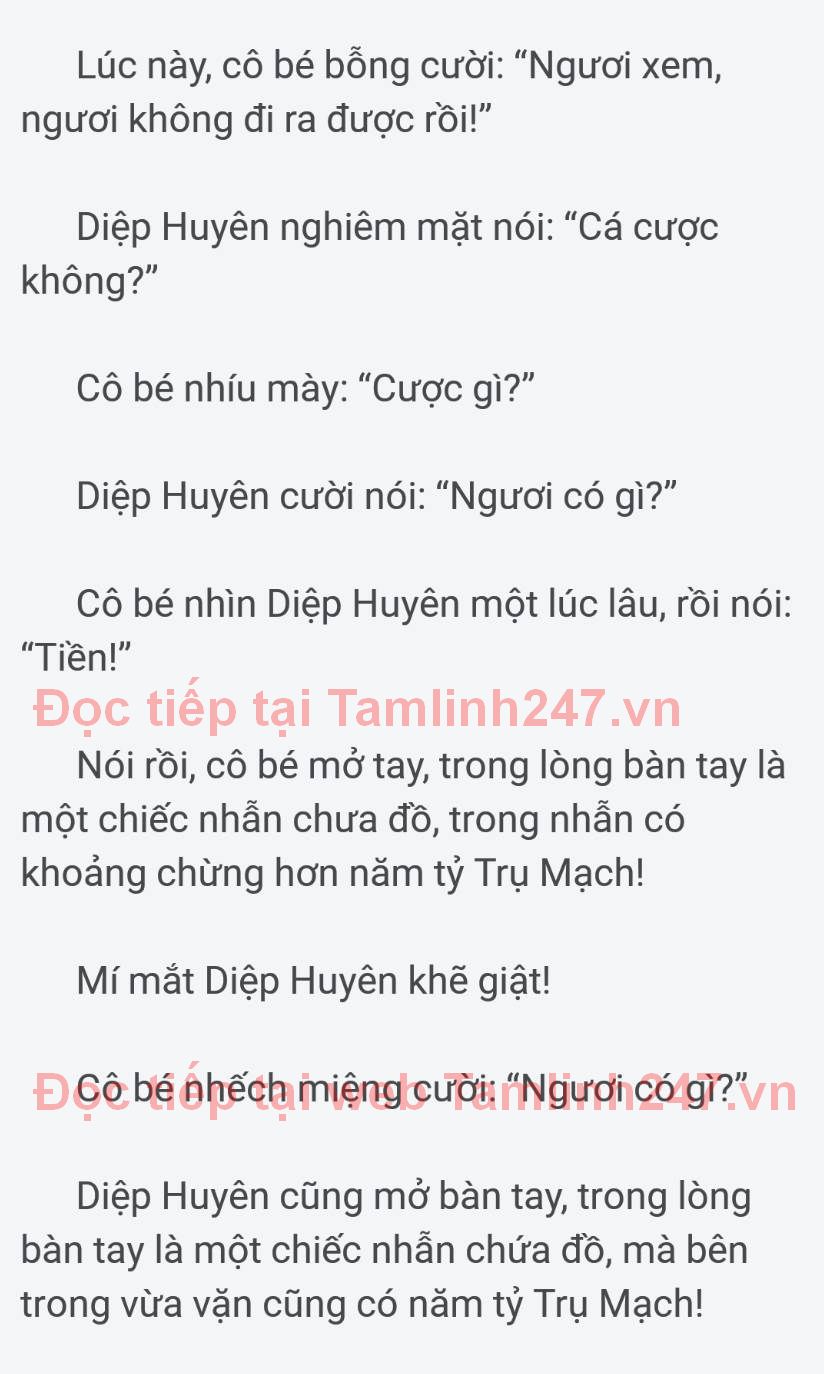 Lúc này, cô bé bỗng cười: “Ngươi xem,
ngươi không đi ra được rồi!”
Diệp Huyên nghiêm mặt nói: “Cá cược
không?”
Cô bé nhíu mày: “Cược gì?”
Diệp Huyên cười nói: “Ngươi có gì?”
Cô bé nhìn Diệp Huyên một lúc lâu, rồi nói:
“Tiền!”
Đọc tiếp tại Tamlinh247.vn
Nói rồi, cô bé mở tay, trong lòng bàn tay là
một chiếc nhẫn chưa đồ, trong nhẫn có
khoảng chừng hơn năm tỷ Trụ Mạch!
Mí mắt Diệp Huyên khẽ giật!
Cô bé nhếch miệng cười: “Ngươi có gì?”
Đọc tiếp tại web Tamlinh247.vn
Diệp Huyên cũng mở bàn tay, trong lòng
bàn tay là một chiếc nhẫn chứa đồ, mà bên
trong vừa vặn cũng có năm tỷ Trụ Mạch!